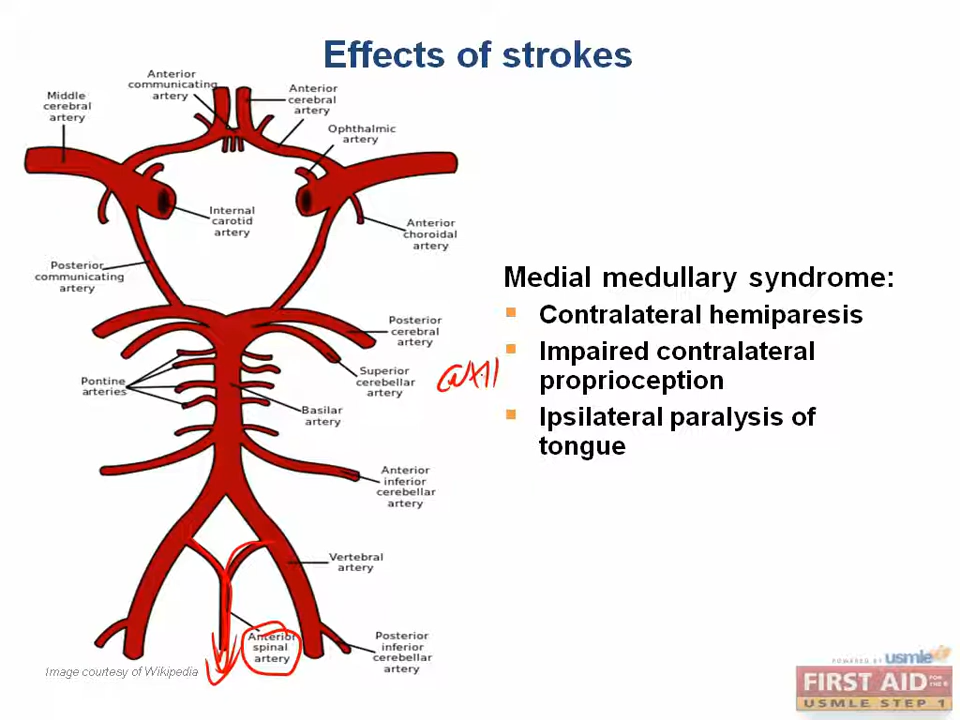 Effects of strokes
Anterior
communicating
artery
Middle
cerebral
artery
Anterior
cerebral
artery
Ophthalmic
artery
Internal
carotid
artery
Anterior
choroidal
artery
Posterior
communicating
artery
Posterior
cerebral
artery
Pontine
arteries
Superior
cerebellar
artery
Basilar
artery
Anterior
inferior
cerebellar
artery
Vertebral
artery
Anterior
spinal
artery
Posterior
inferior
cerebellar
artery
Image courtesy of Wikipedia
Medial medullary syndrome:
Contralateral hemiparesis
Impaired contralateral
proprioception
Ipsilateral paralysis of
tongue
POWERED BY usmle
FIRST AID FOR THE
USMLE STEP 1